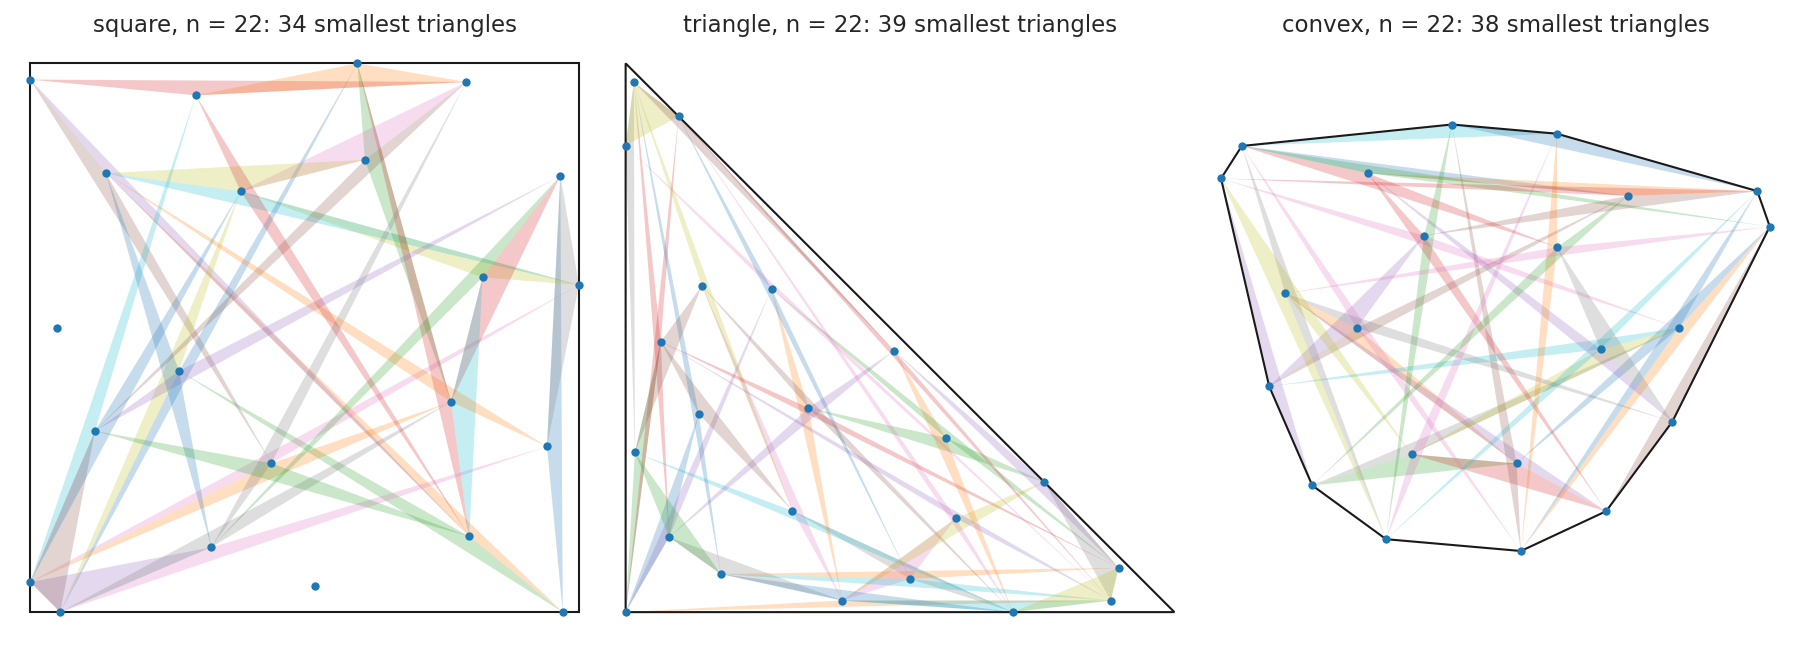 square, n = 22: 34 smallest triangles
triangle, n = 22: 39 smallest triangles
convex, n = 22: 38 smallest triangles